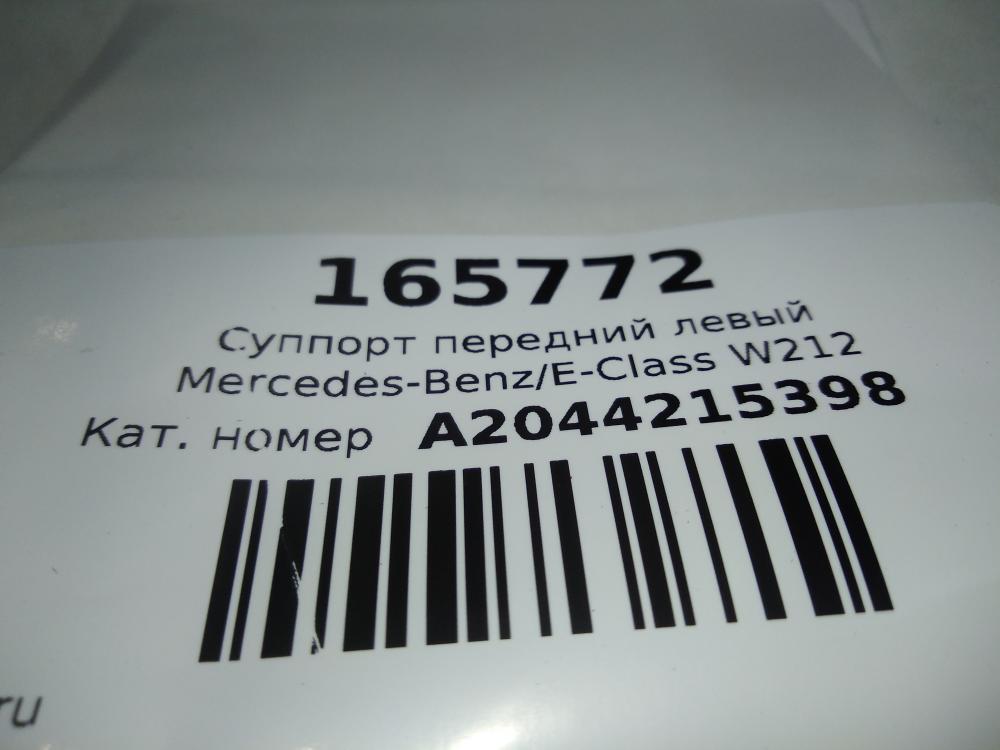 165772
Суппорт передний левый
Mercedes-Benz/E-Class W212
Кат. номер A2044215398
ru